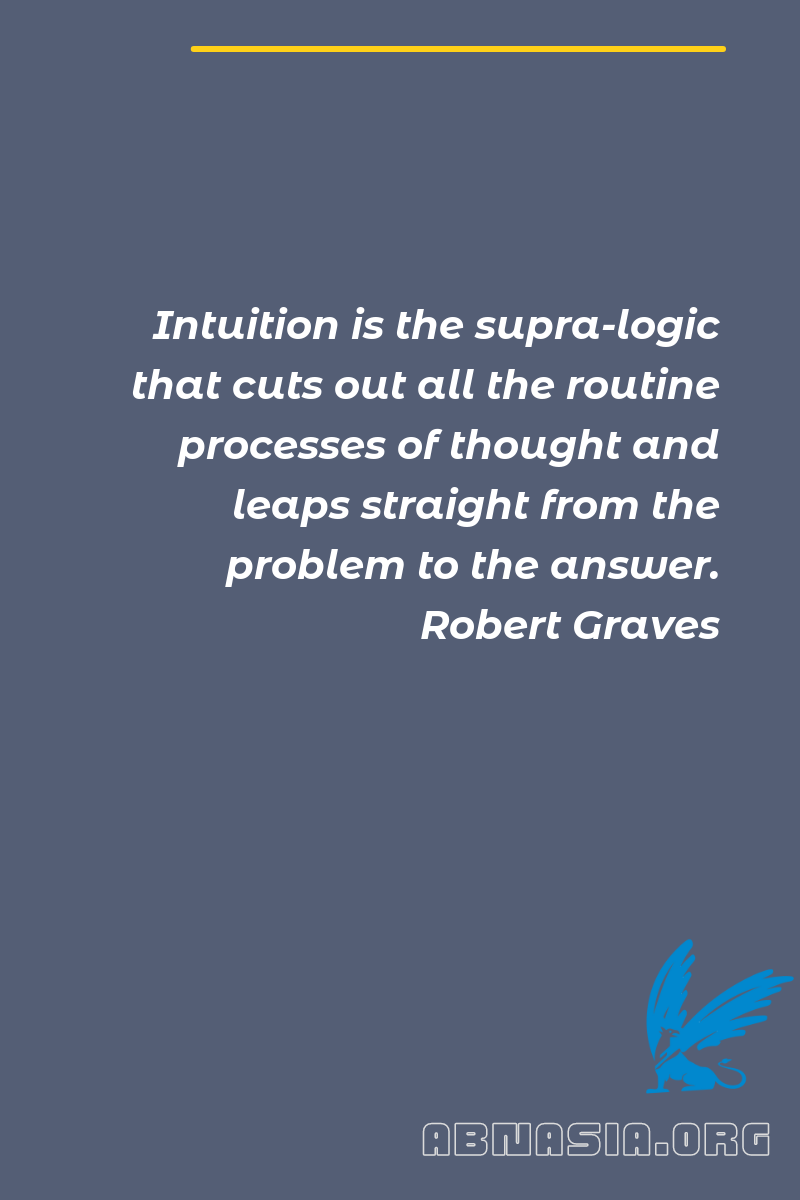 Intuition is the supra-logic
that cuts out all the routine
processes of thought and
leaps straight from the
problem to the answer.
Robert Graves
ABNASIA.ORG